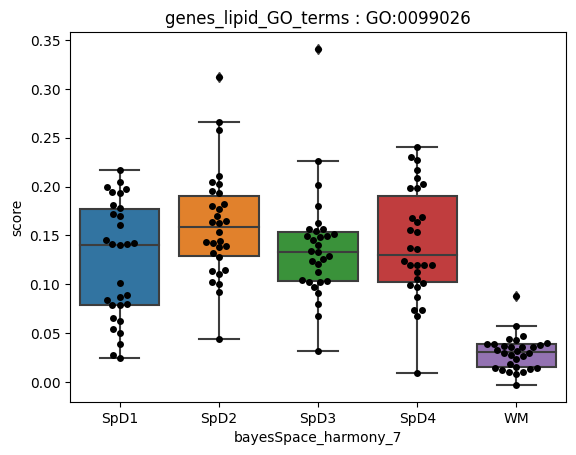 genes_lipid_GO_terms : GO:0099026
score
0.35
0.30
0.25
0.20
0.15
0.10
0.05
0.00
SpD1 SpD2 SpD3 SpD4 WM
bayesSpace_harmony_7